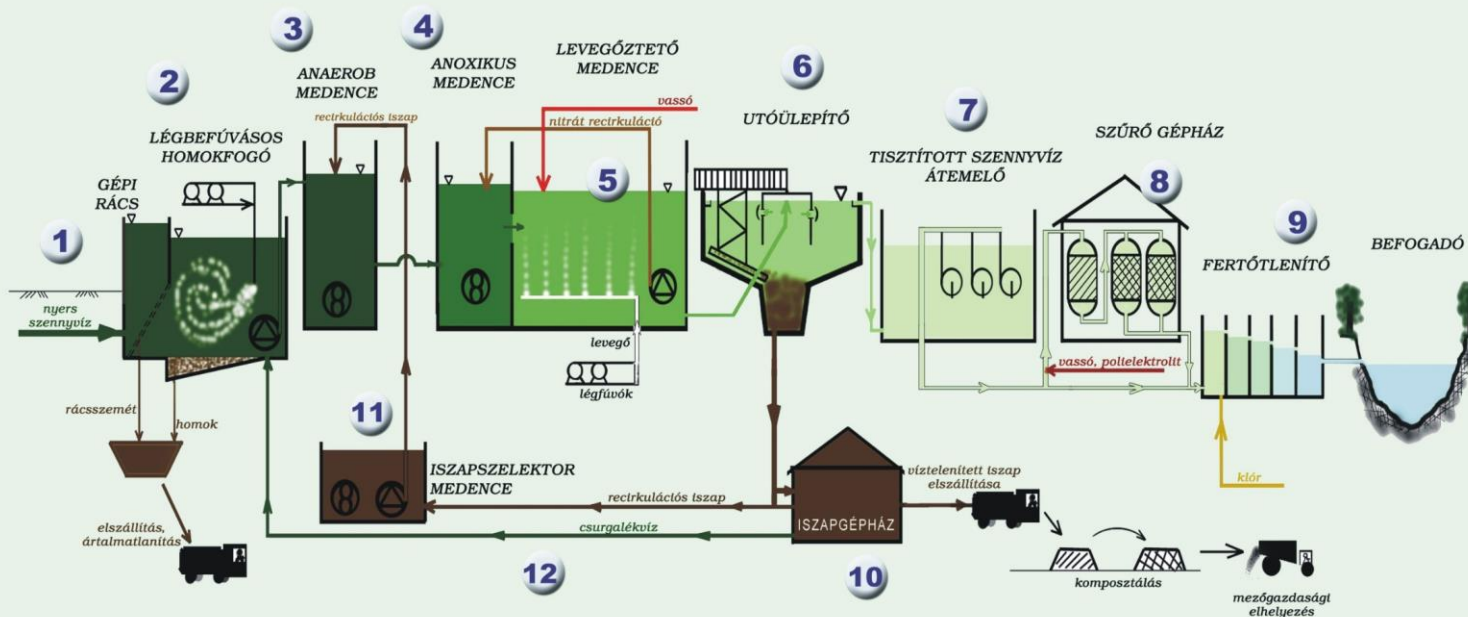 1
nyers
szennyvíz
GÉPI
RÁCS
2
LÉGBEFÚVÁSOS
HOMOKFOGÓ
rácsszemét
homok
elszállítás,
ártalmatlanítás
3
ANAEROB
MEDENCE
recirkulációs iszap
4
ANOXIKUS
MEDENCE
LEVEGŐZTETŐ
MEDENCE
vassó
nitrát recirkuláció
5
levegő
légfúvók
6
UTÓÜLEPÍTŐ
7
TISZTÍTOTT SZENNYVÍZ
ÁTEMELŐ
SZŰRŐ GÉPHÁZ
8
vassó, polielektrolit
9
FERTŐTLENÍTŐ
klór
BEFOGADÓ
11
ISZAPSZELEKTOR
MEDENCE
recirkulációs iszap
csurgalékvíz
12
ISZAPGÉPHÁZ
10
víztelenített iszap
elszállítása
komposztálás
mezőgazdasági
elhelyezés